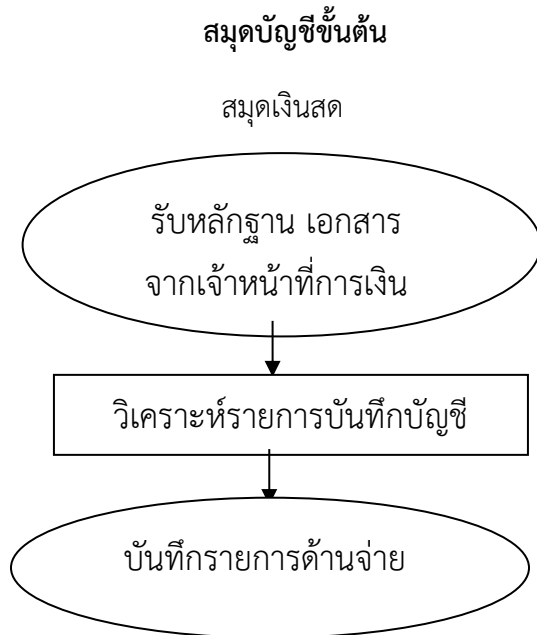 สมุดบัญชีขั้นต้น
สมุดเงินสด
รับหลักฐาน เอกสาร
จากเจ้าหน้าที่การเงิน
วิเคราะห์รายการบันทึกบัญชี
บันทึกรายการด้านจ่าย